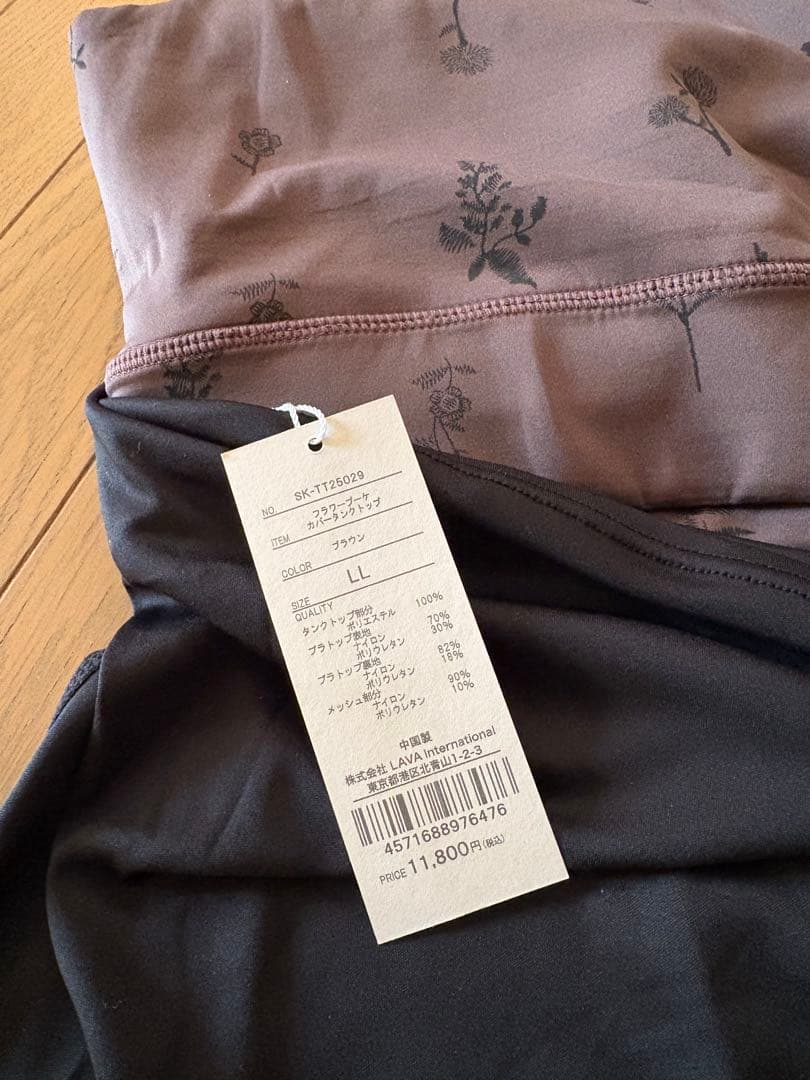 NO. SK-TT25029
ITEM フラワーブーケ
カバータンクトップ
COLOR ブラウン
SIZE LL
QUALITY
タンクトップ部分
ポリエステル 100%
ブラトップ表地
ナイロン 70%
ポリウレタン 30%
ブラトップ裏地
ナイロン 82%
ポリウレタン 18%
メッシュ部分
ナイロン 90%
ポリウレタン 10%
中国製
株式会社 LAVA International
東京都港区北青山1-2-3
4571688976476
PRICE 11,800円(税込)